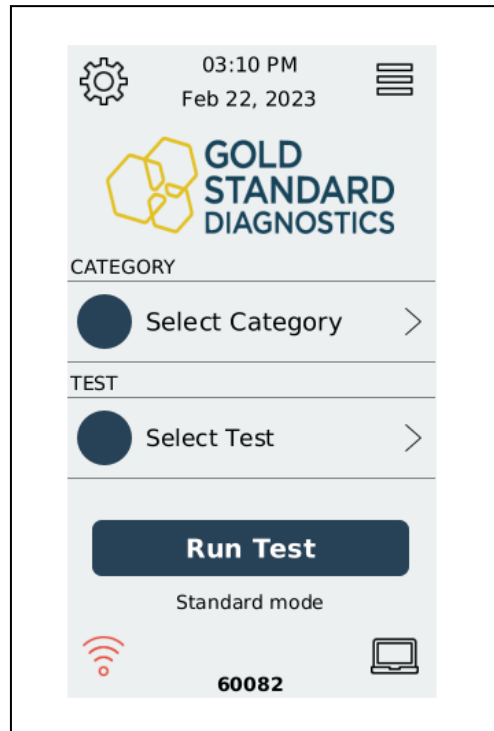 03:10 PM
Feb 22, 2023
GOLD
STANDARD
DIAGNOSTICS
CATEGORY
Select Category
TEST
Select Test
Run Test
Standard mode
60082